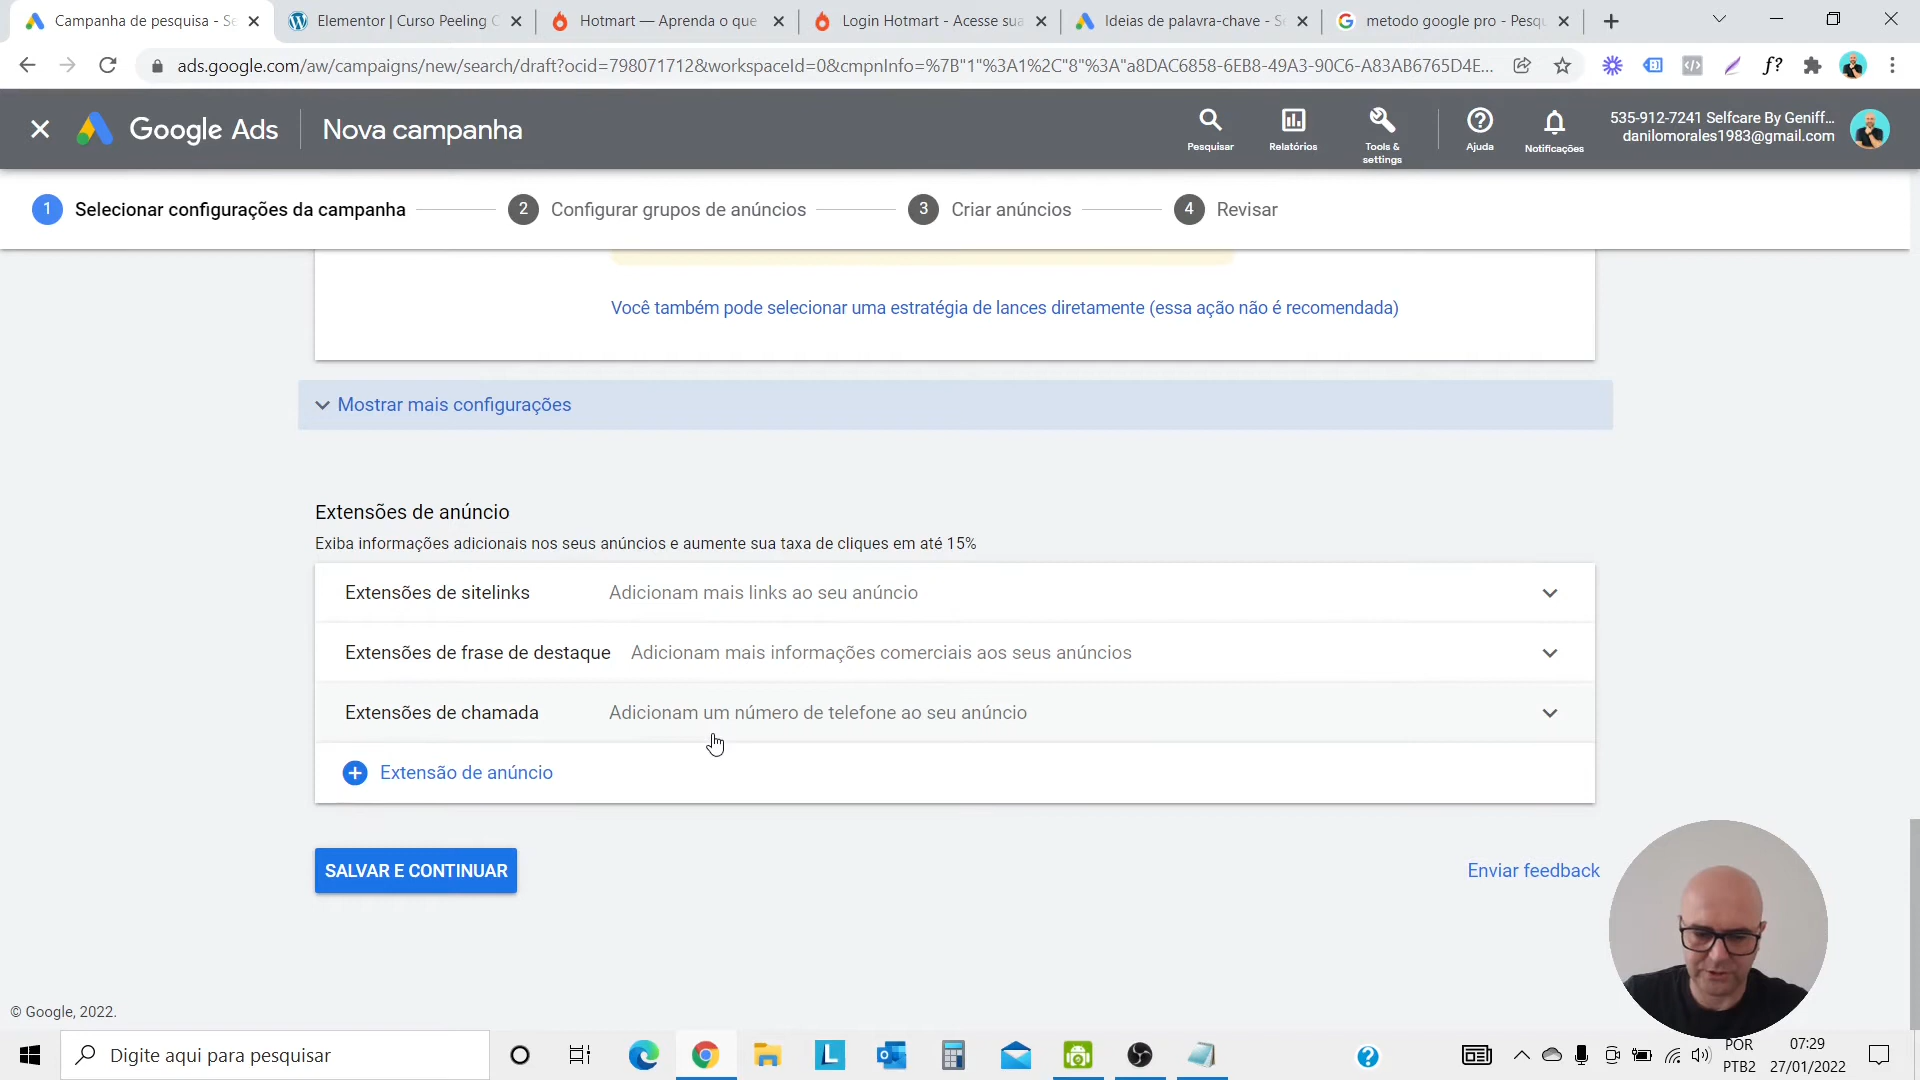 Campanha de pesquisa - Se
Elementor | Curso Peeling C
Hotmart — Aprenda o que
Login Hotmart - Acesse sua
Ideias de palavra-chave - S
metodo google pro - Pesqu
ads.google.com/aw/campaigns/new/search/draft?ocid=798071712&workspaceId=0&cmpnInfo=%7B"1"%3A1%2C"8"%3A"a8DAC6858-6EB8-49A3-90C6-A83AB6765D4E...
f?
Google Ads
Nova campanha
Pesquisar
Relatórios
Tools &
settings
Ajuda
Notificações
535-912-7241 Selfcare By Geniff...
danilomorales1983@gmail.com
1 Selecionar configurações da campanha
2 Configurar grupos de anúncios
3 Criar anúncios
4 Revisar
Você também pode selecionar uma estratégia de lances diretamente (essa ação não é recomendada)
Mostrar mais configurações
Extensões de anúncio
Exiba informações adicionais nos seus anúncios e aumente sua taxa de cliques em até 15%
Extensões de sitelinks Adicionam mais links ao seu anúncio
Extensões de frase de destaque Adicionam mais informações comerciais aos seus anúncios
Extensões de chamada Adicionam um número de telefone ao seu anúncio
Extensão de anúncio
SALVAR E CONTINUAR
Enviar feedback
© Google, 2022.
Digite aqui para pesquisar
L
POR
PTB2
07:29
27/01/2022